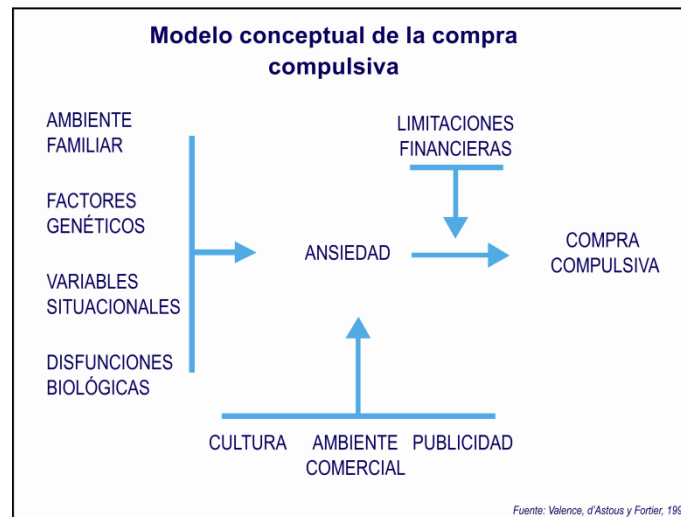 Modelo conceptual de la compra
compulsiva
AMBIENTE
FAMILIAR
FACTORES
GENÉTICOS
VARIABLES
SITUACIONALES
DISFUNCIONES
BIOLÓGICAS
LIMITACIONES
FINANCIERAS
ANSIEDAD
COMPRA
COMPULSIVA
CULTURA
AMBIENTE
COMERCIAL
PUBLICIDAD
Fuente: Valence, d'Astous y Fortier, 199